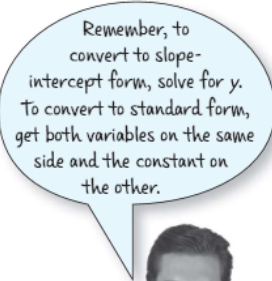 Remember, to
convert to slope-
intercept form, solve for y.
To convert to standard form,
get both variables on the same
side and the constant on
the other.